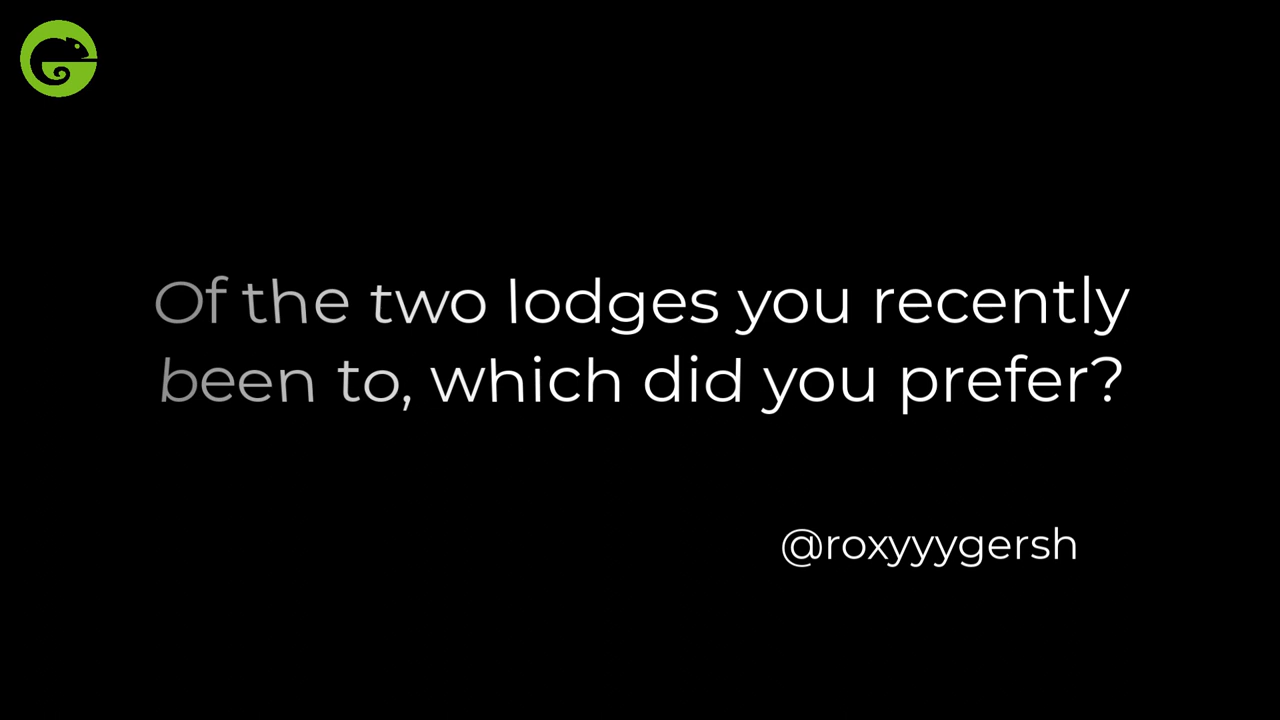 Of the two lodges you recently
been to, which did you prefer?
@roxyyygersh